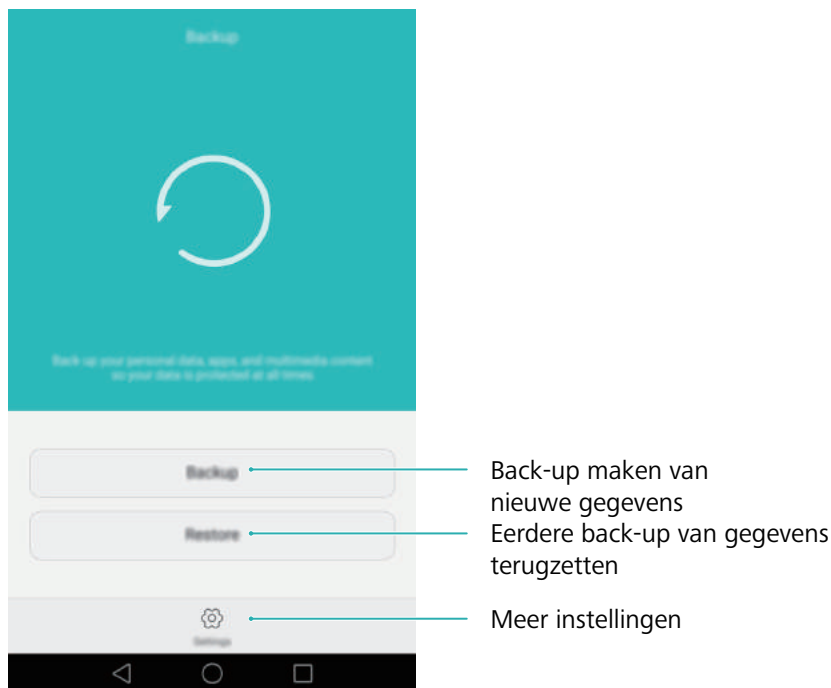 Backup
Back up your personal data, apps, and multimedia content
so your data is protected at all times
Backup
Back-up maken van
nieuwe gegevens
Restore
Eerdere back-up van gegevens
terugzetten
Settings
Meer instellingen